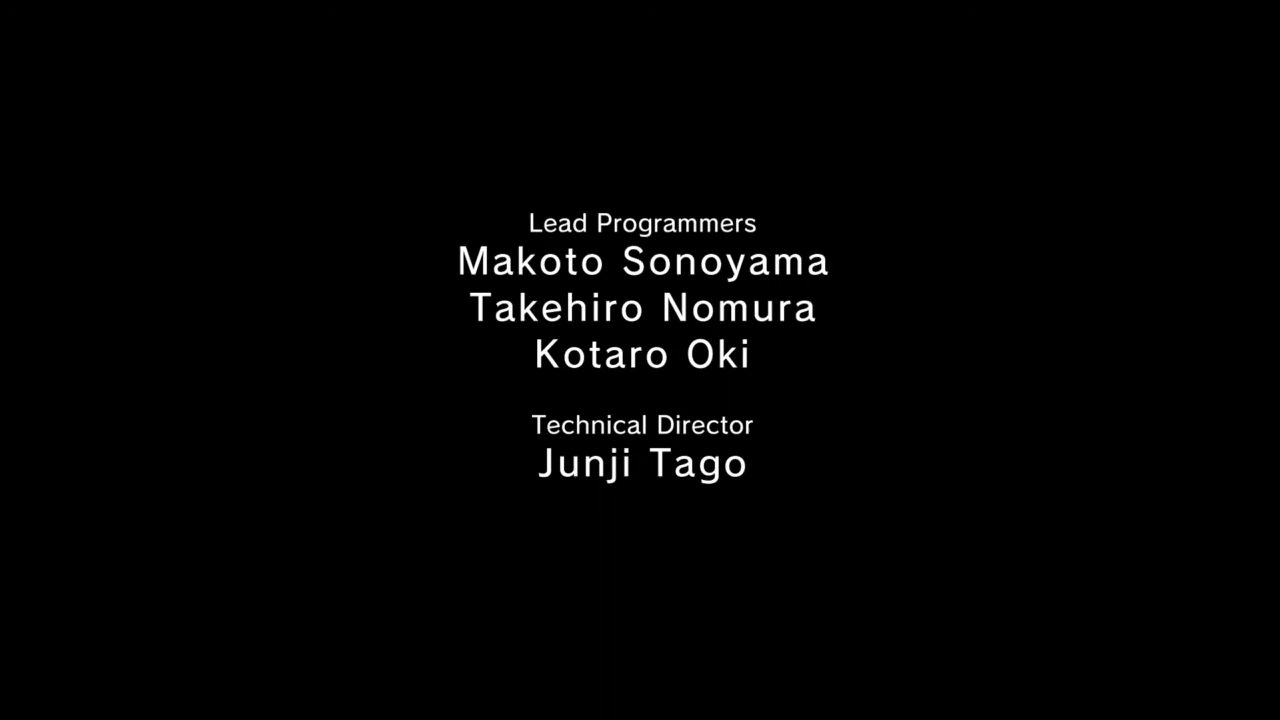 Lead Programmers
Makoto Sonoyama
Takehiro Nomura
Kotaro Oki
Technical Director
Junji Tago